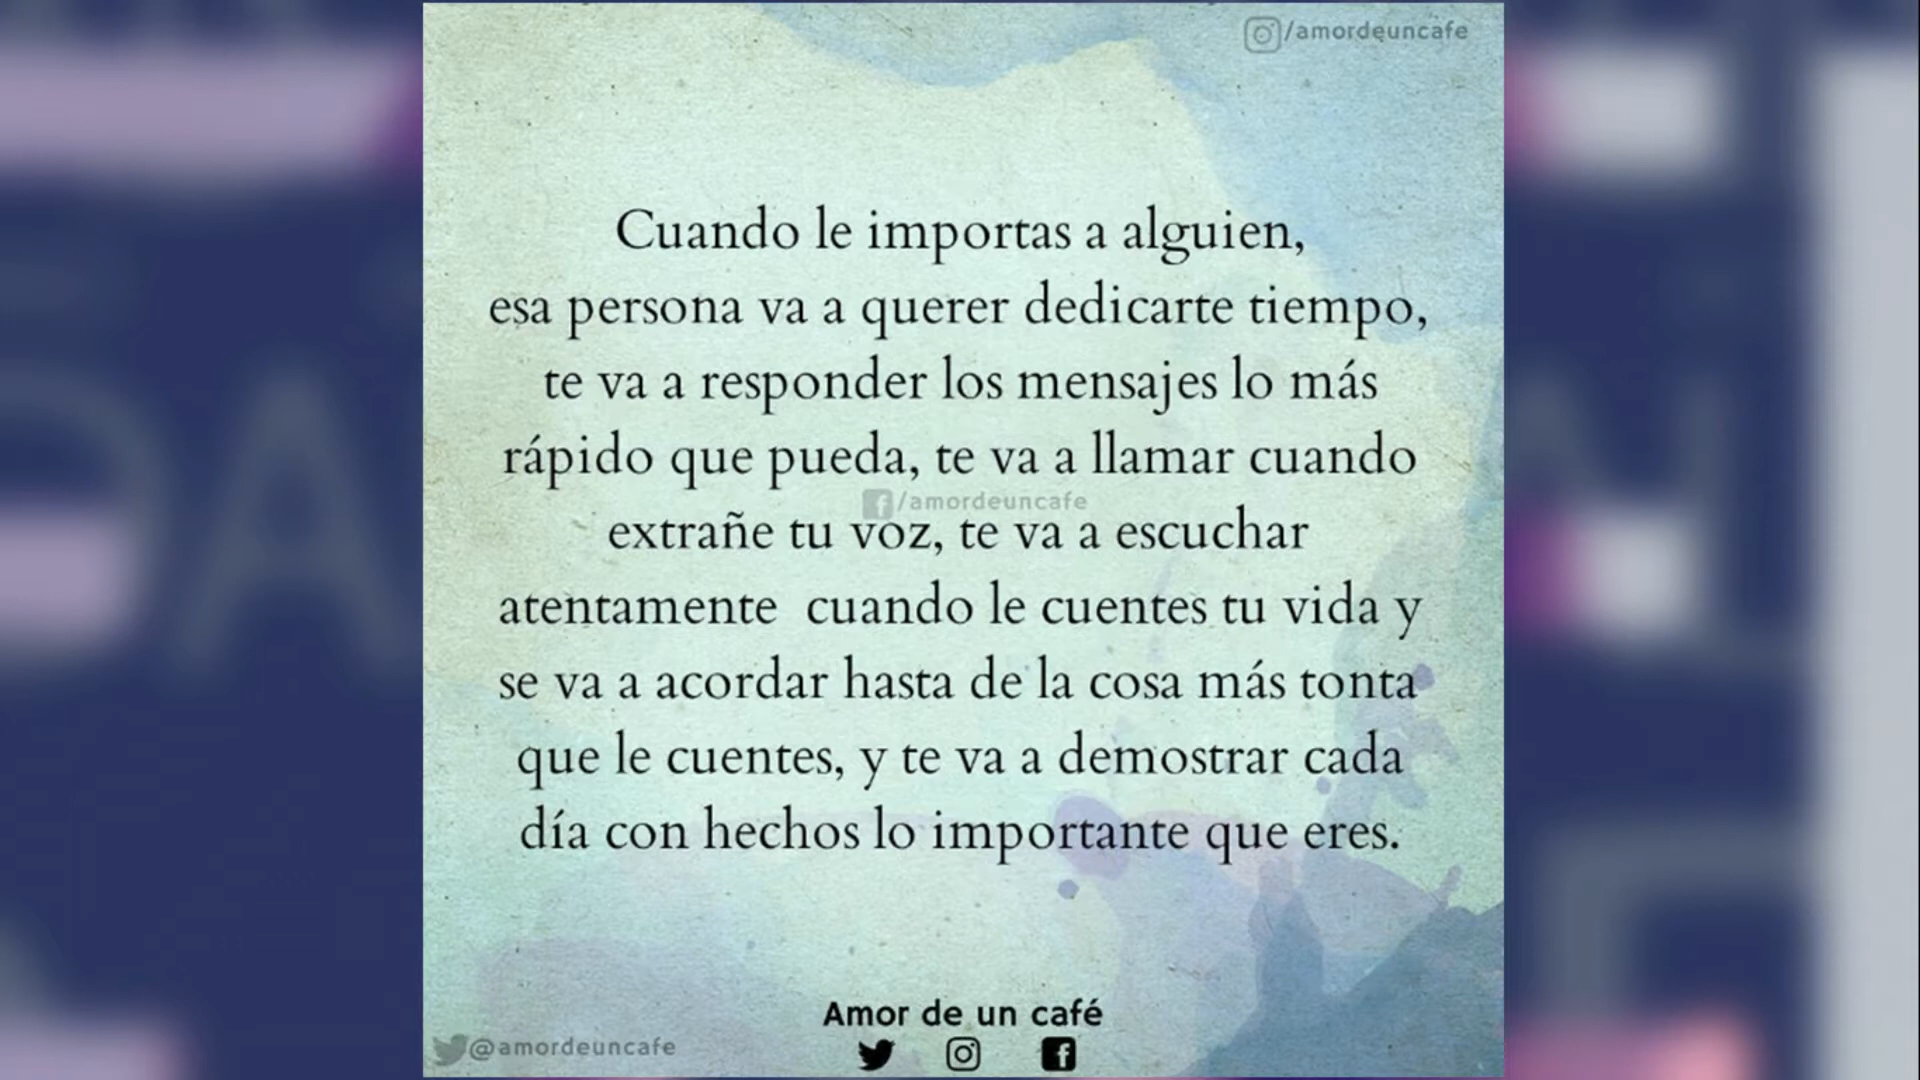 /amordeuncafe
Cuando le importas a alguien,
esa persona va a querer dedicarte tiempo,
te va a responder los mensajes lo más
rápido que pueda, te va a llamar cuando
/amordeuncafe
extrañe tu voz, te va a escuchar
atentamente cuando le cuentes tu vida y
se va a acordar hasta de la cosa más tonta
que le cuentes, y te va a demostrar cada
día con hechos lo importante que eres.
Amor de un café
@amordeuncafe